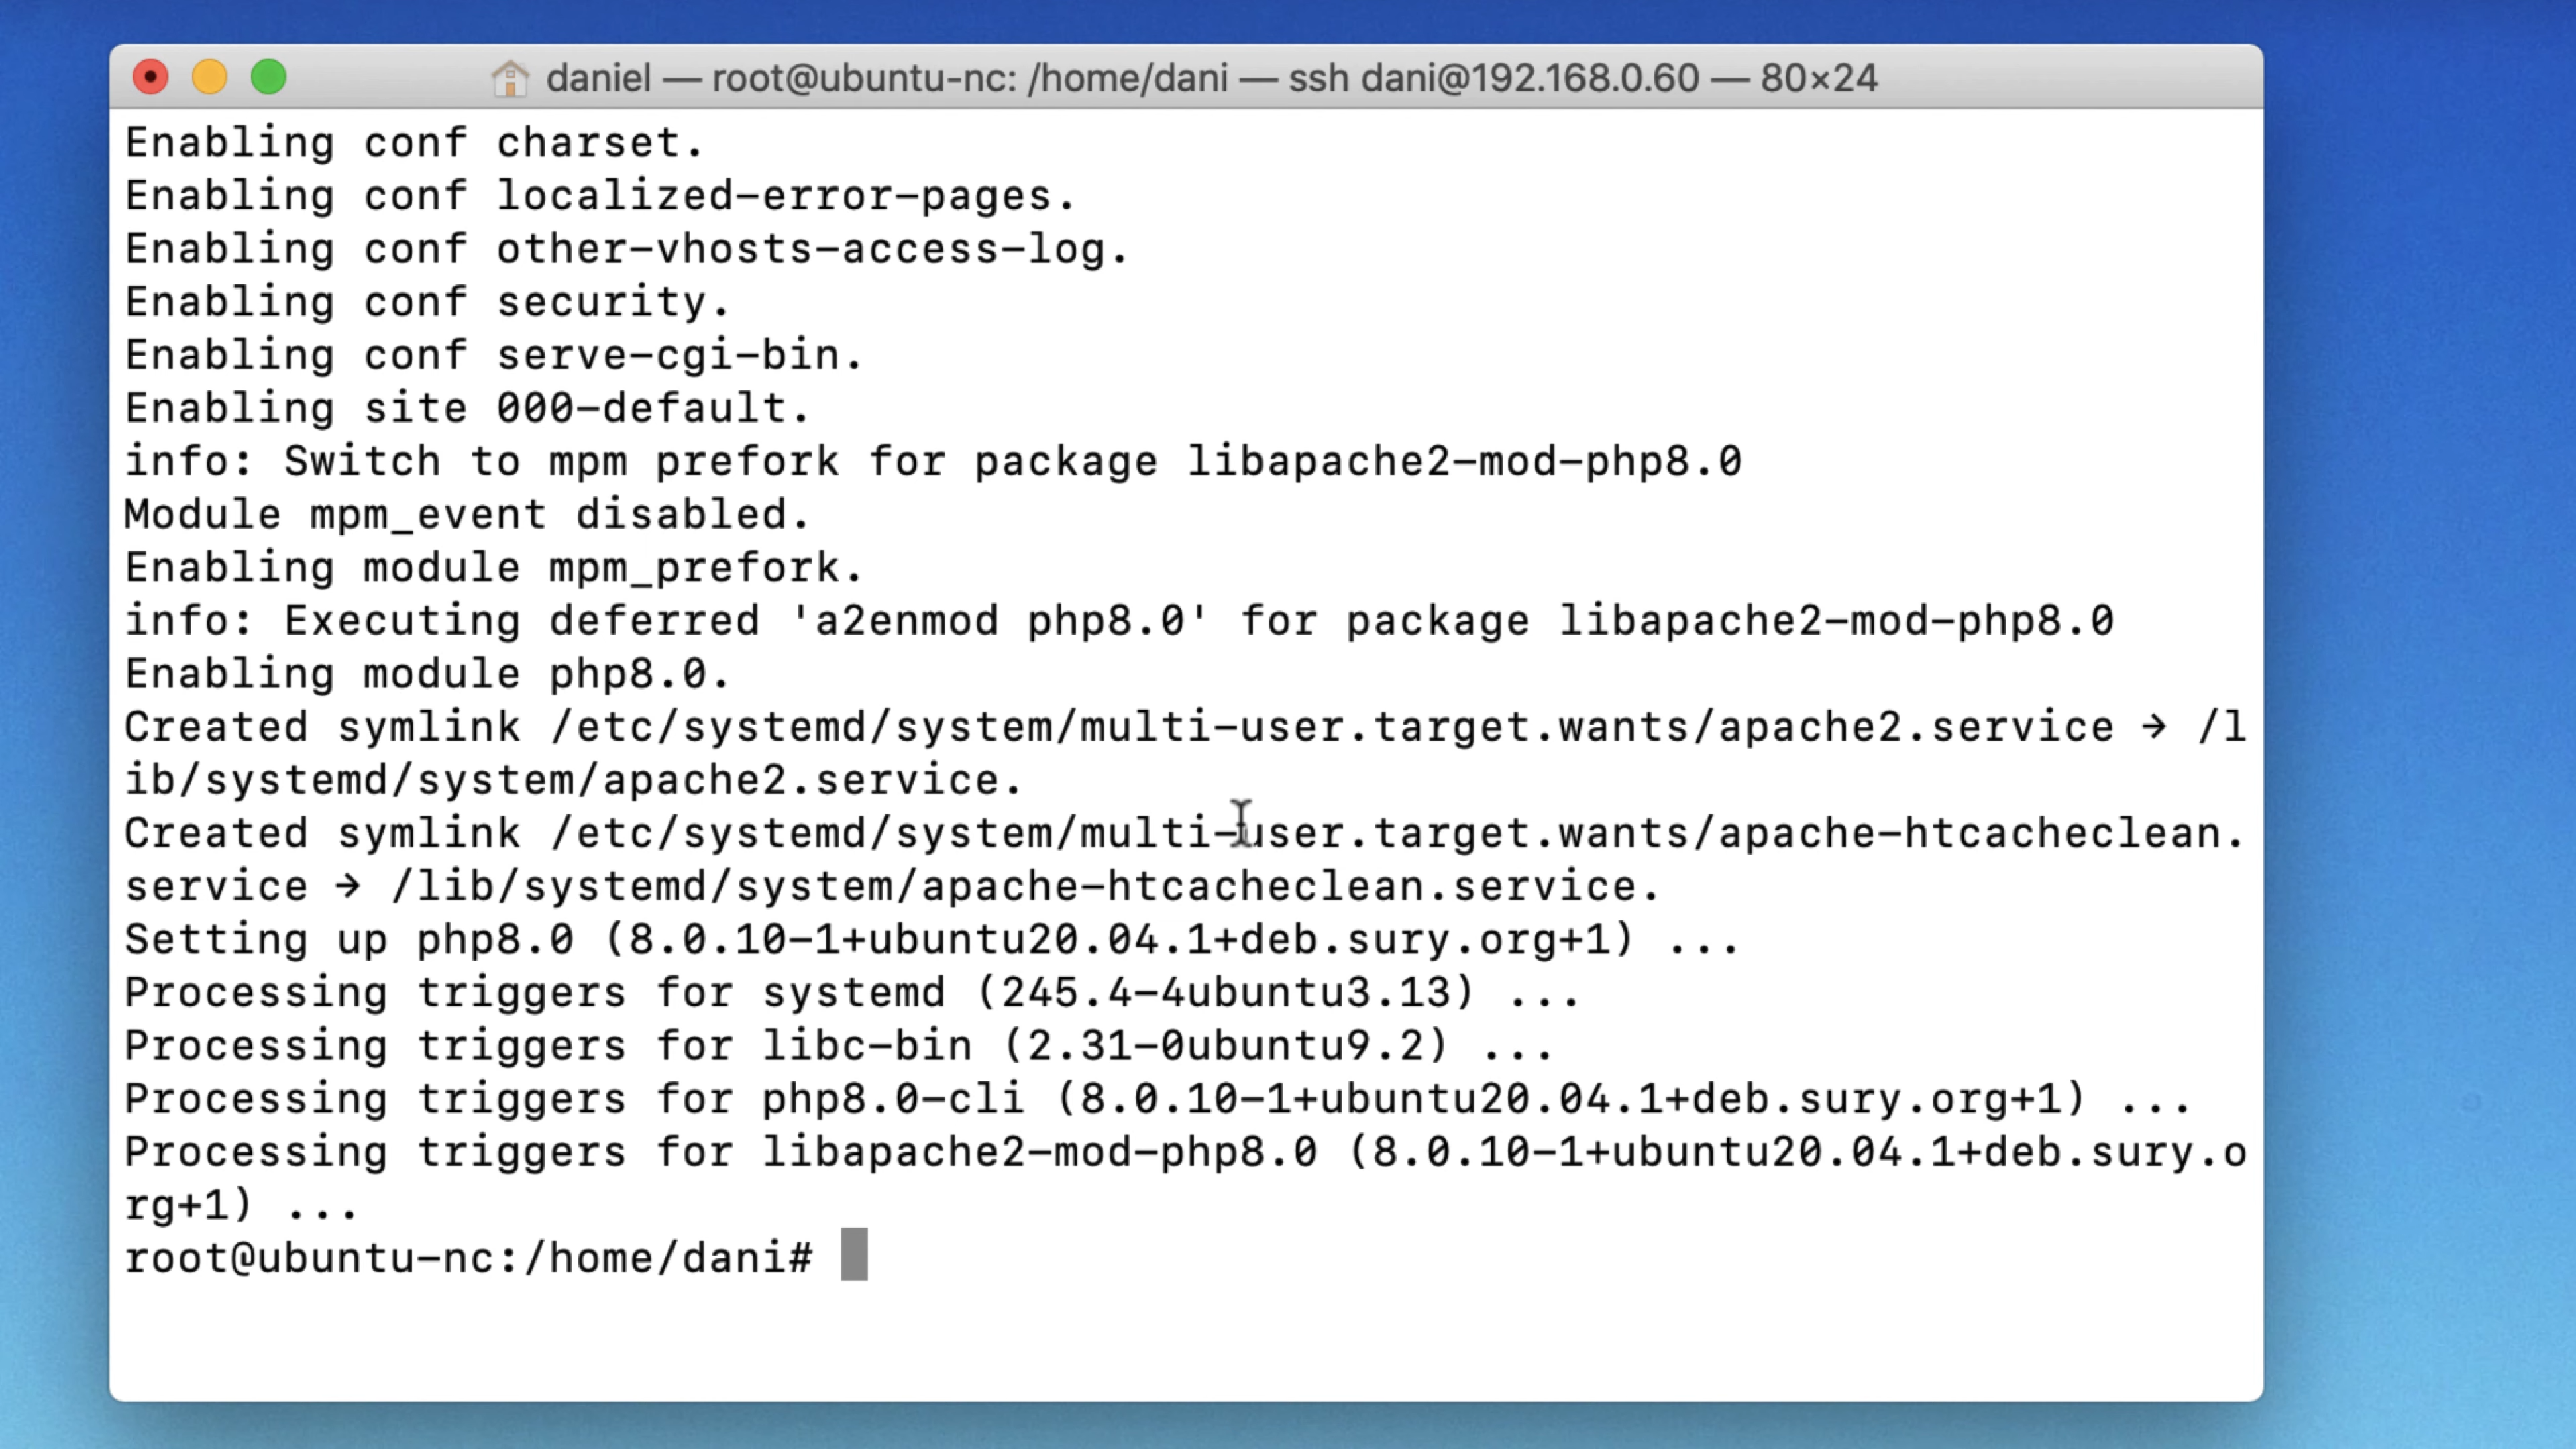 daniel — root@ubuntu-nc: /home/dani — ssh dani@192.168.0.60 — 80×24
Enabling conf charset.
Enabling conf localized-error-pages.
Enabling conf other-vhosts-access-log.
Enabling conf security.
Enabling conf serve-cgi-bin.
Enabling site 000-default.
info: Switch to mpm prefork for package libapache2-mod-php8.0
Module mpm_event disabled.
Enabling module mpm_prefork.
info: Executing deferred 'a2enmod php8.0' for package libapache2-mod-php8.0
Enabling module php8.0.
Created symlink /etc/systemd/system/multi-user.target.wants/apache2.service → /l
ib/systemd/system/apache2.service.
Created symlink /etc/systemd/system/multi-user.target.wants/apache-htcacheclean.
service → /lib/systemd/system/apache-htcacheclean.service.
Setting up php8.0 (8.0.10-1+ubuntu20.04.1+deb.sury.org+1) ...
Processing triggers for systemd (245.4-4ubuntu3.13) ...
Processing triggers for libc-bin (2.31-0ubuntu9.2) ...
Processing triggers for php8.0-cli (8.0.10-1+ubuntu20.04.1+deb.sury.org+1) ...
Processing triggers for libapache2-mod-php8.0 (8.0.10-1+ubuntu20.04.1+deb.sury.o
rg+1) ...
root@ubuntu-nc:/home/dani#